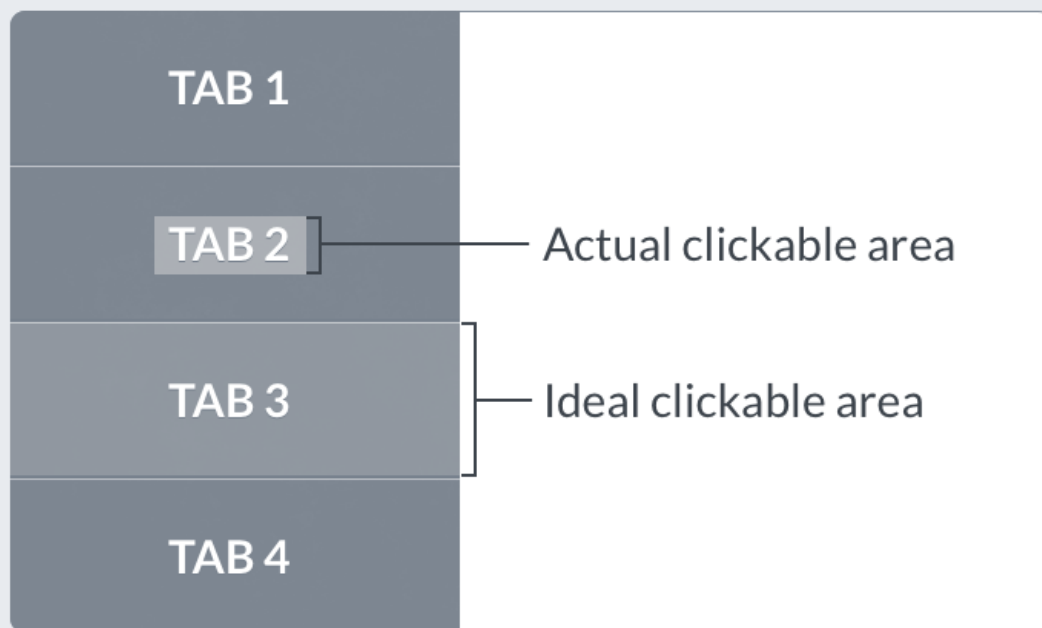 TAB 1
TAB 2
Actual clickable area
TAB 3
Ideal clickable area
TAB 4